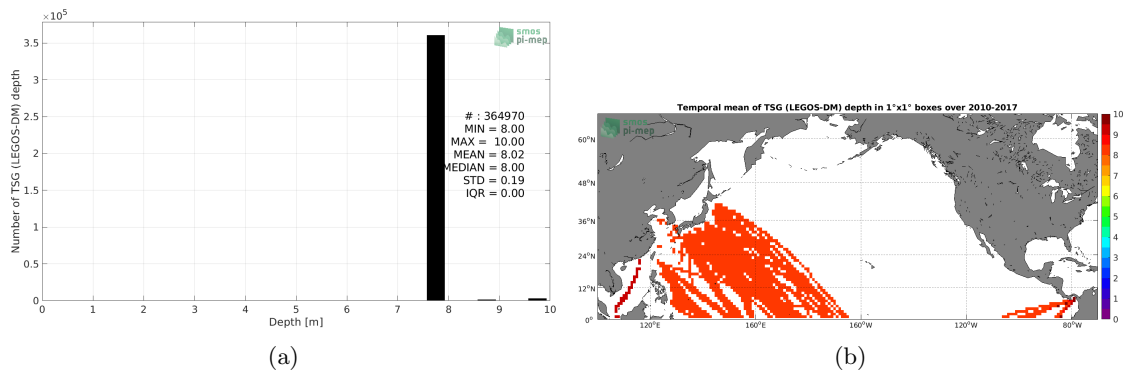 ×10⁵
3.5
3
2.5
2
1.5
1
0.5
0
Number of TSG (LEGOS-DM) depth
0 1 2 3 4 5 6 7 8 9 10
Depth [m]
smos
pi-mep
# : 364970
MIN = 8.00
MAX = 10.00
MEAN = 8.02
MEDIAN = 8.00
STD = 0.19
IQR = 0.00
(a)
Temporal mean of TSG (LEGOS-DM) depth in 1°x1° boxes over 2010-2017
smos
pi-mep
60°N
48°N
36°N
24°N
12°N
0°
120°E 160°E 160°W 120°W 80°W
10
9
8
7
6
5
4
3
2
1
0
(b)